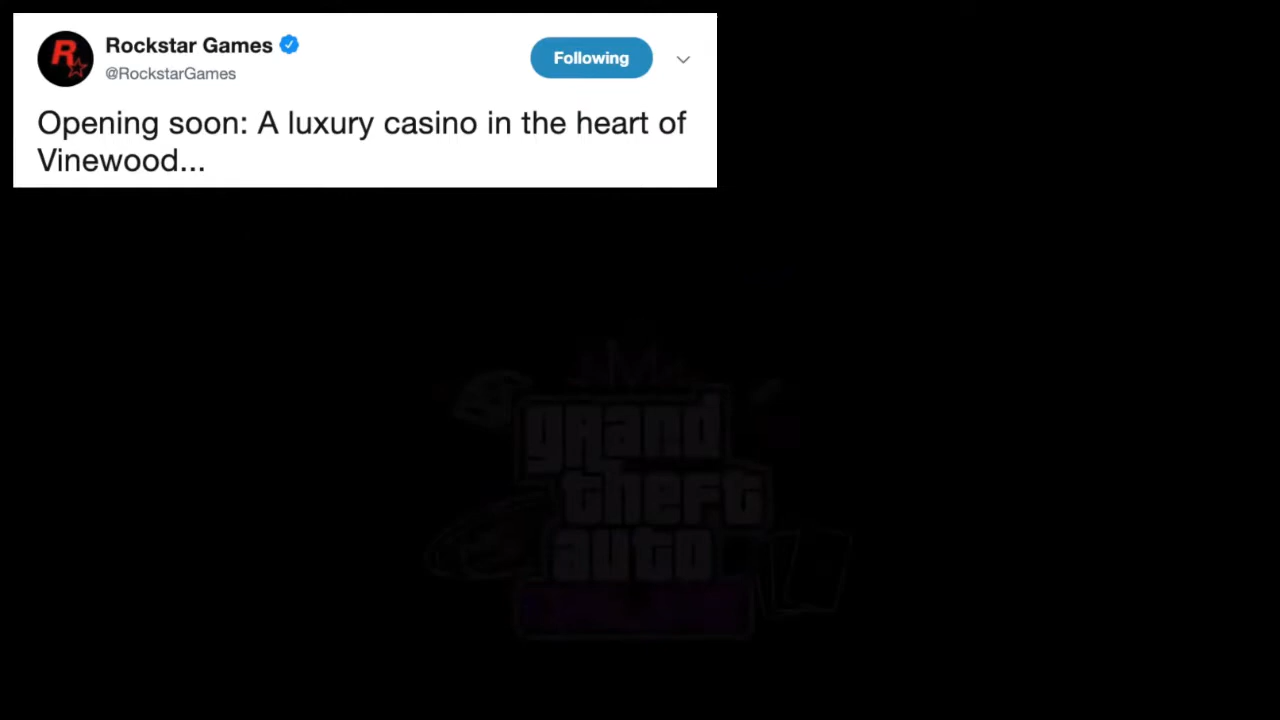 Rockstar Games
@RockstarGames
Following
Opening soon: A luxury casino in the heart of
Vinewood...
grand
theft
auto